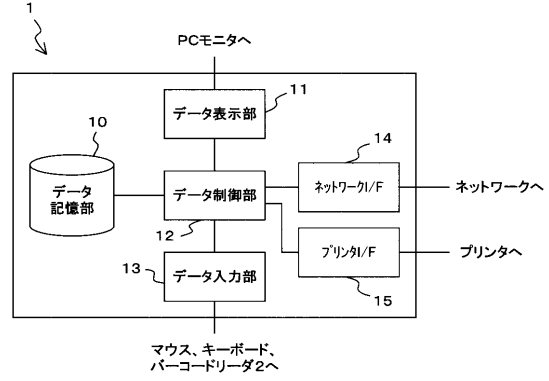 1
PCモニタへ
11
データ表示部
10
14
データ
記憶部
データ制御部
ネットワークI/F
ネットワークへ
12
13
データ入力部
プリンタI/F
プリンタへ
15
マウス、キーボード、
バーコードリーダ2へ